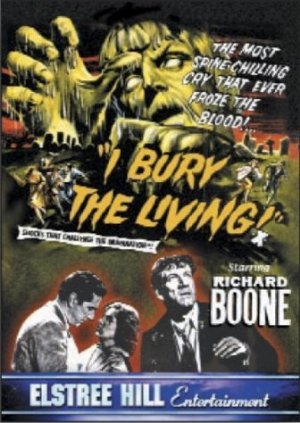 THE MOST
SPINE-CHILLING
CRY THAT EVER
FROZE THE
BLOOD!..
"I BURY
THE LIVING!"
X
SHOCKS THAT CHALLENGE THE IMAGINATION!!
Starring
RICHARD
BOONE
ELSTREE HILL Entertainment